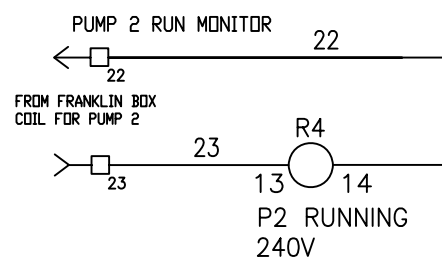 PUMP 2 RUN MONITOR
22
22
FROM FRANKLIN BOX
COIL FOR PUMP 2
R4
23
23
13
14
P2 RUNNING
240V